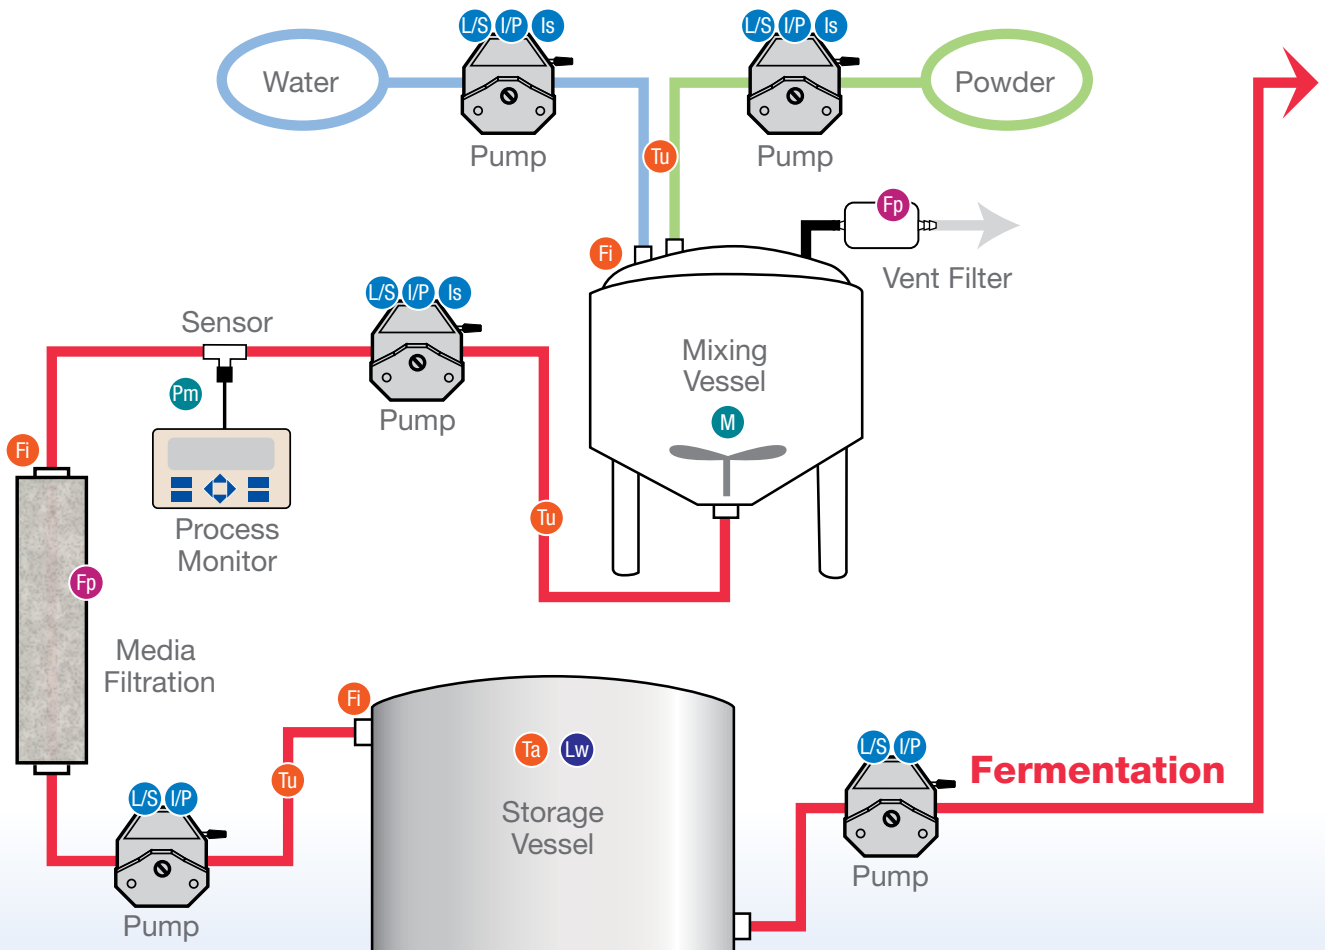 L/S I/P Is
L/S I/P Is
Water
Powder
Pump
Pump
Tu
Fp
Fi
Vent Filter
L/S I/P Is
Sensor
Mixing
Vessel
Pm
Pump
M
Fi
Tu
Process
Monitor
Fp
Media
Filtration
Fi
Ta Lw
L/S I/P
Fermentation
Tu
L/S I/P
Storage
Vessel
Pump
Pump